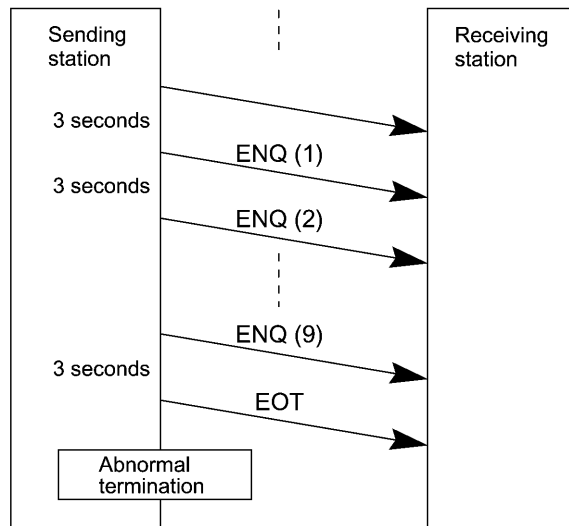 Sending
station
Receiving
station
3 seconds
ENQ (1)
3 seconds
ENQ (2)
ENQ (9)
3 seconds
EOT
Abnormal
termination